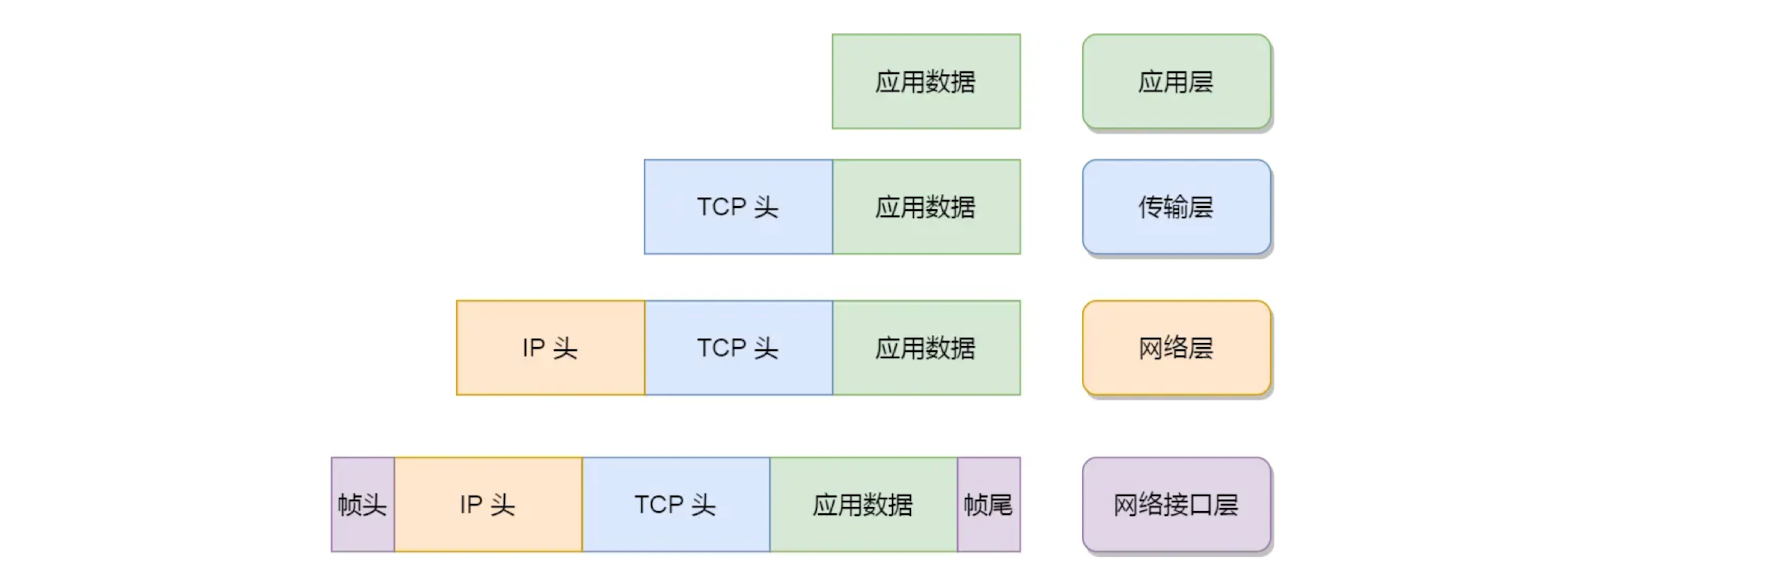 应用数据 应用层
TCP 头 应用数据 传输层
IP 头 TCP 头 应用数据 网络层
帧头 IP 头 TCP 头 应用数据 帧尾 网络接口层